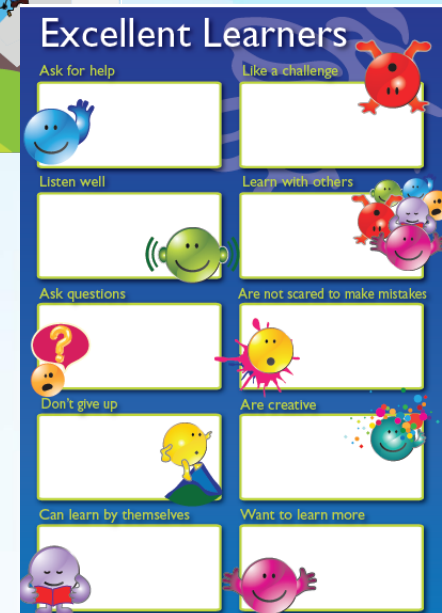 Excellent Learners
Ask for help
Like a challenge
Listen well
Learn with others
Ask questions
Are not scared to make mistakes
?
Don't give up
Are creative
Can learn by themselves
Want to learn more